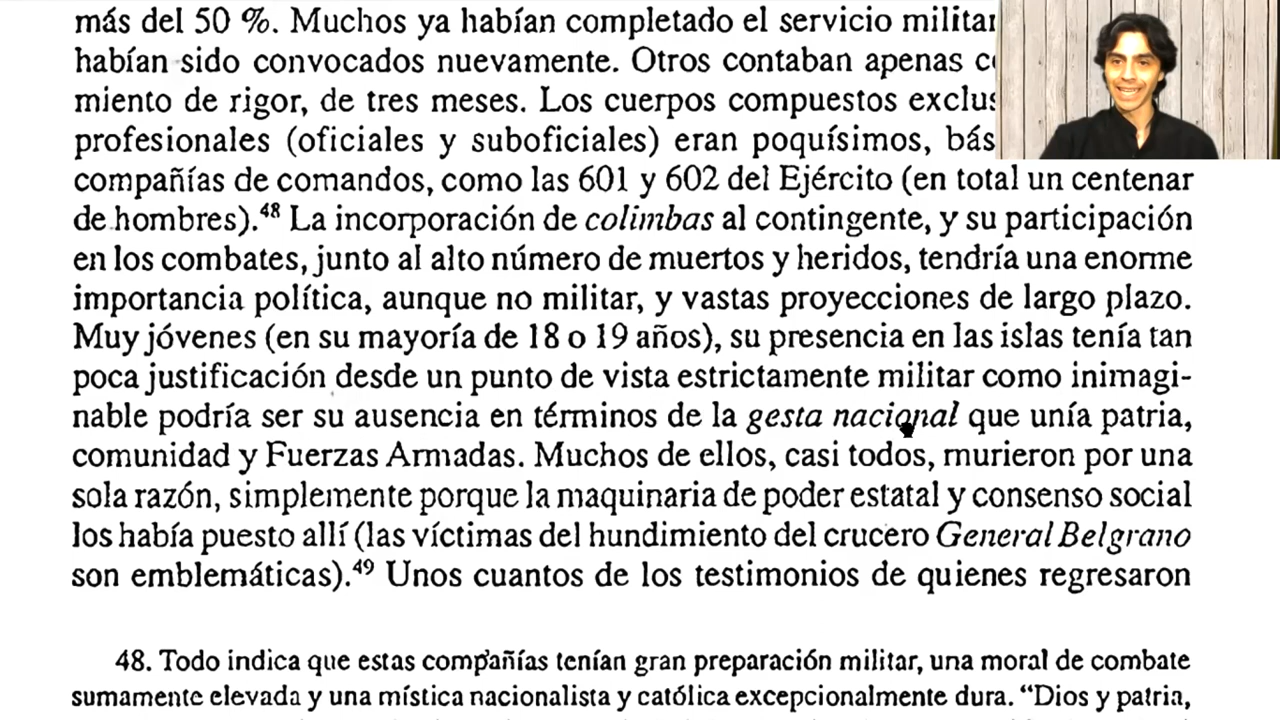 más del 50 %. Muchos ya habían completado el servicio militar
habían sido convocados nuevamente. Otros contaban apenas
miento de rigor, de tres meses. Los cuerpos compuestos
profesionales (oficiales y suboficiales) eran poquísimos,
compañías de comandos, como las 601 y 602 del Ejército (en total un centenar
de hombres).48 La incorporación de colimbas al contingente, y su participación
en los combates, junto al alto número de muertos y heridos, tendría una enorme
importancia política, aunque no militar, y vastas proyecciones de largo plazo.
Muy jóvenes (en su mayoría de 18 o 19 años), su presencia en las islas tenía tan
poca justificación desde un punto de vista estrictamente militar como inimagi-
nable podría ser su ausencia en términos de la gesta nacional que unía patria,
comunidad y Fuerzas Armadas. Muchos de ellos, casi todos, murieron por una
sola razón, simplemente porque la maquinaria de poder estatal y consenso social
los había puesto allí (las víctimas del hundimiento del crucero General Belgrano
son emblemáticas).49 Unos cuantos de los testimonios de quienes regresaron
48. Todo indica que estas compañías tenían gran preparación militar, una moral de combate
sumamente elevada y una mística nacionalista y católica excepcionalmente dura. "Dios y patria,